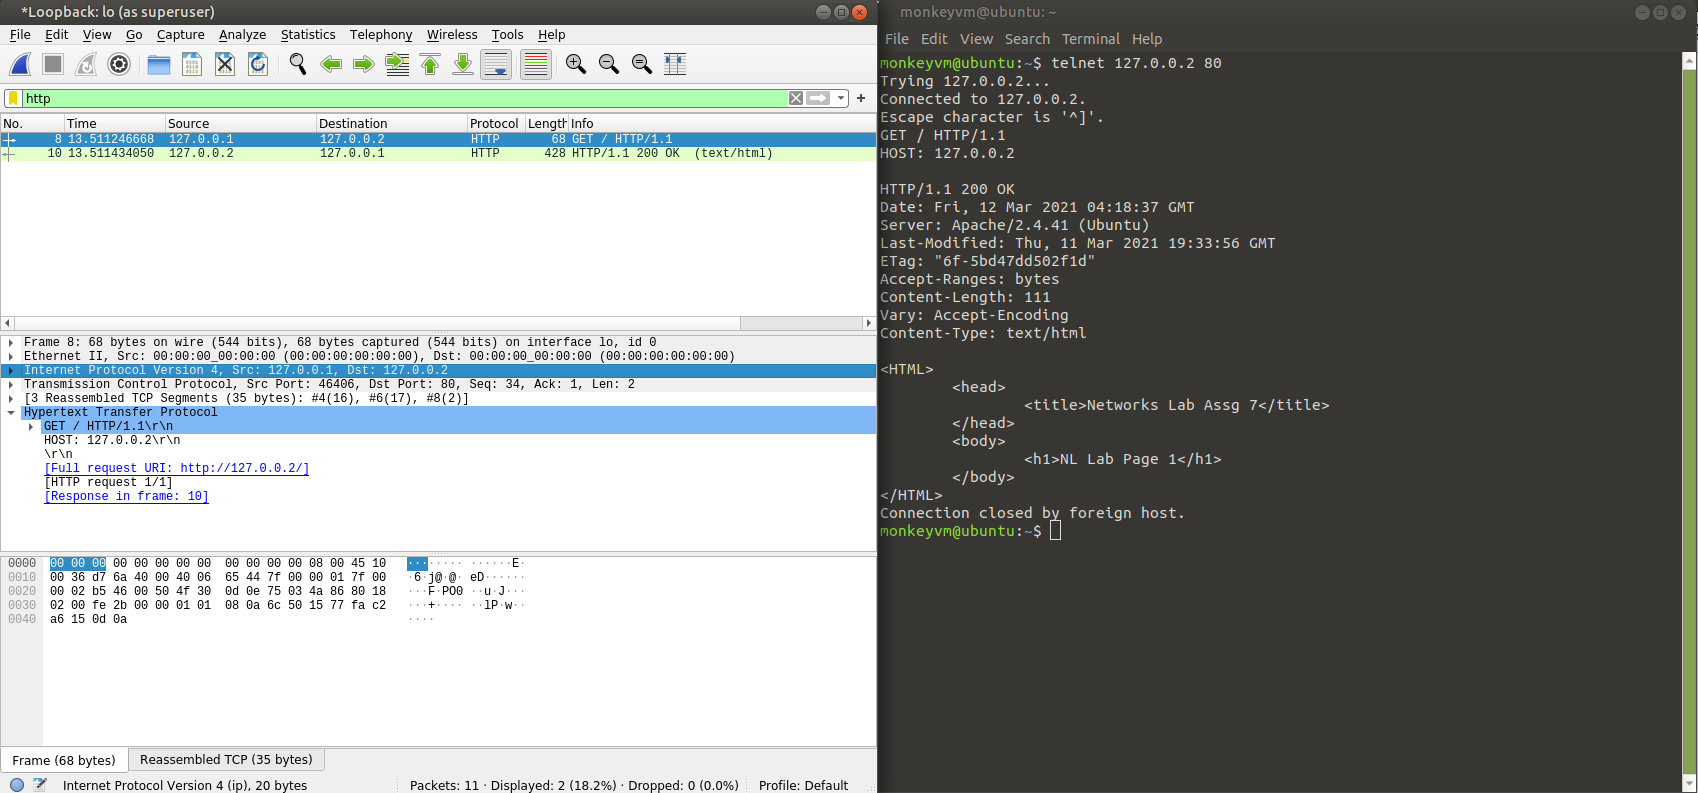 *Loopback: lo (as superuser)
File Edit View Go Capture Analyze Statistics Telephony Wireless Tools Help
http
No. Time Source Destination Protocol Length Info
8 13.511246668 127.0.0.1 127.0.0.2 HTTP 68 GET / HTTP/1.1
10 13.511434050 127.0.0.2 127.0.0.1 HTTP 428 HTTP/1.1 200 OK (text/html)
Frame 8: 68 bytes on wire (544 bits), 68 bytes captured (544 bits) on interface lo, id 0
Ethernet II, Src: 00:00:00_00:00:00 (00:00:00:00:00:00), Dst: 00:00:00_00:00:00 (00:00:00:00:00:00)
Internet Protocol Version 4, Src: 127.0.0.1, Dst: 127.0.0.2
Transmission Control Protocol, Src Port: 46406, Dst Port: 80, Seq: 34, Ack: 1, Len: 2
[3 Reassembled TCP Segments (35 bytes): #4(16), #6(17), #8(2)]
Hypertext Transfer Protocol
GET / HTTP/1.1\r\n
HOST: 127.0.0.2\r\n
\r\n
[Full request URI: http://127.0.0.2/]
[HTTP request 1/1]
[Response in frame: 10]
0000 00 00 00 00 00 00 00 00 00 00 00 00 08 00 45 10 ········ ······E·
0010 00 36 d7 6a 40 00 40 06 65 44 7f 00 00 01 7f 00 ·6·j@·@· eD······
0020 00 02 b5 46 00 50 4f 30 0d 0e 75 03 4a 86 80 18 ···F·PO0 ··u·J···
0030 02 00 fe 2b 00 00 01 01 08 0a 6c 50 15 77 fa c2 ···+···· ··lP·w··
0040 a6 15 0d 0a ····
Frame (68 bytes) Reassembled TCP (35 bytes)
Internet Protocol Version 4 (ip), 20 bytes Packets: 11 · Displayed: 2 (18.2%) · Dropped: 0 (0.0%) Profile: Default
monkeyvm@ubuntu: ~
File Edit View Search Terminal Help
monkeyvm@ubuntu:~$ telnet 127.0.0.2 80
Trying 127.0.0.2...
Connected to 127.0.0.2.
Escape character is '^]'.
GET / HTTP/1.1
HOST: 127.0.0.2
HTTP/1.1 200 OK
Date: Fri, 12 Mar 2021 04:18:37 GMT
Server: Apache/2.4.41 (Ubuntu)
Last-Modified: Thu, 11 Mar 2021 19:33:56 GMT
ETag: "6f-5bd47dd502f1d"
Accept-Ranges: bytes
Content-Length: 111
Vary: Accept-Encoding
Content-Type: text/html
<HTML>
<head>
<title>Networks Lab Assg 7</title>
</head>
<body>
<h1>NL Lab Page 1</h1>
</body>
</HTML>
Connection closed by foreign host.
monkeyvm@ubuntu:~$